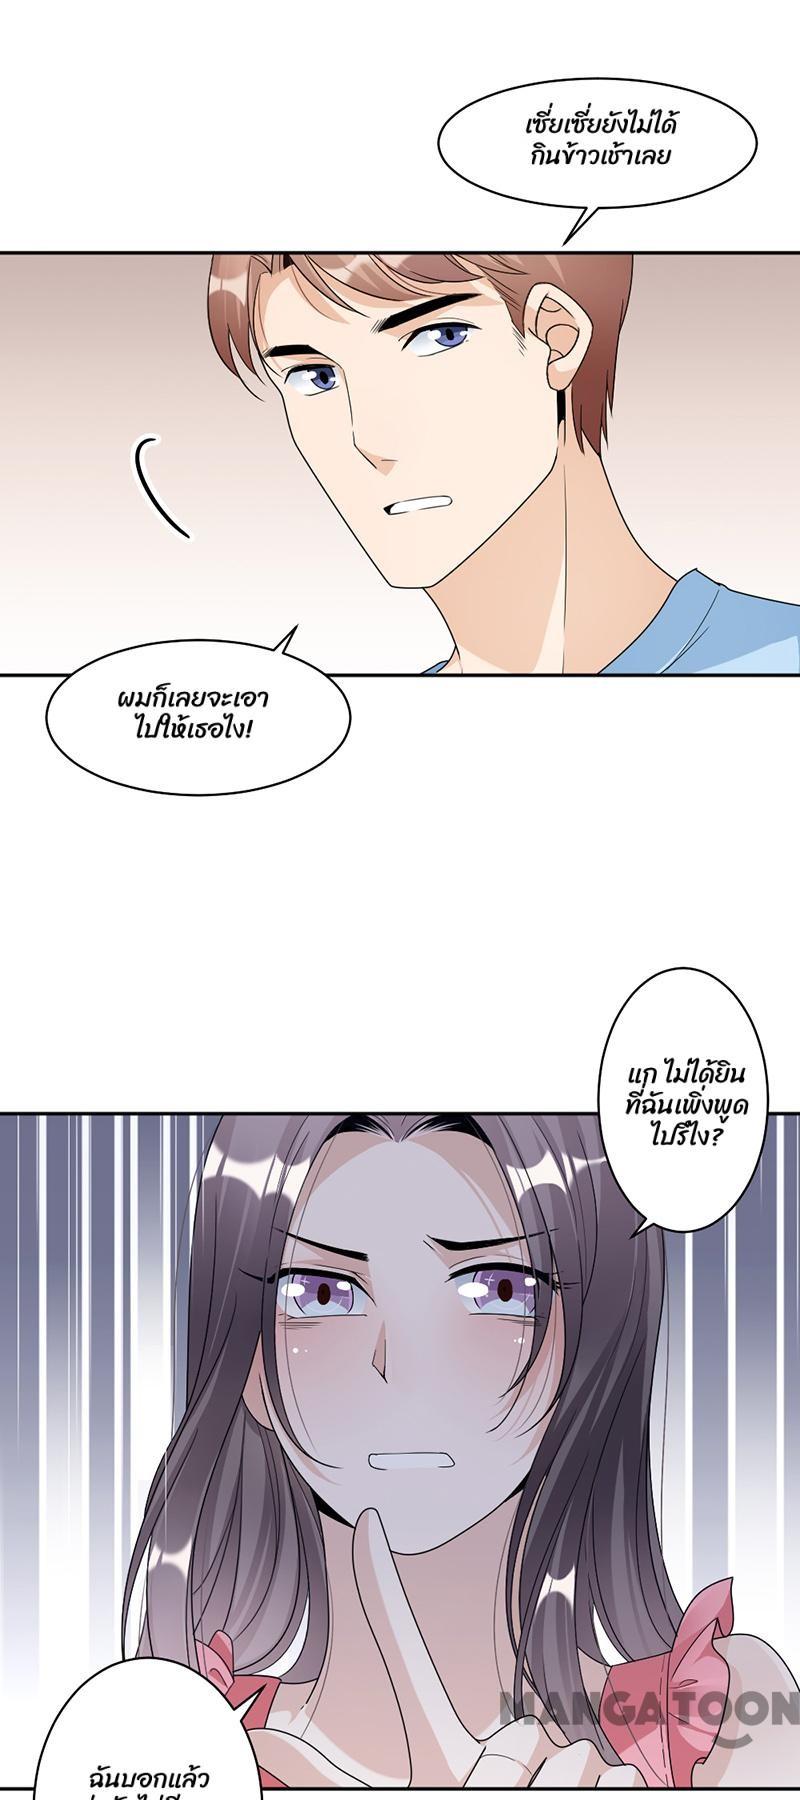 เซี่ยเซี่ยยังไม่ได้
กินข้าวเช้าเลย
ผมก็เลยจะเอา
ไปให้เธอไง!
แก ไม่ได้ยิน
ที่ฉันเพิ่งพูด
ไปรึไง?
MANGATOON
ฉันบอกแล้ว